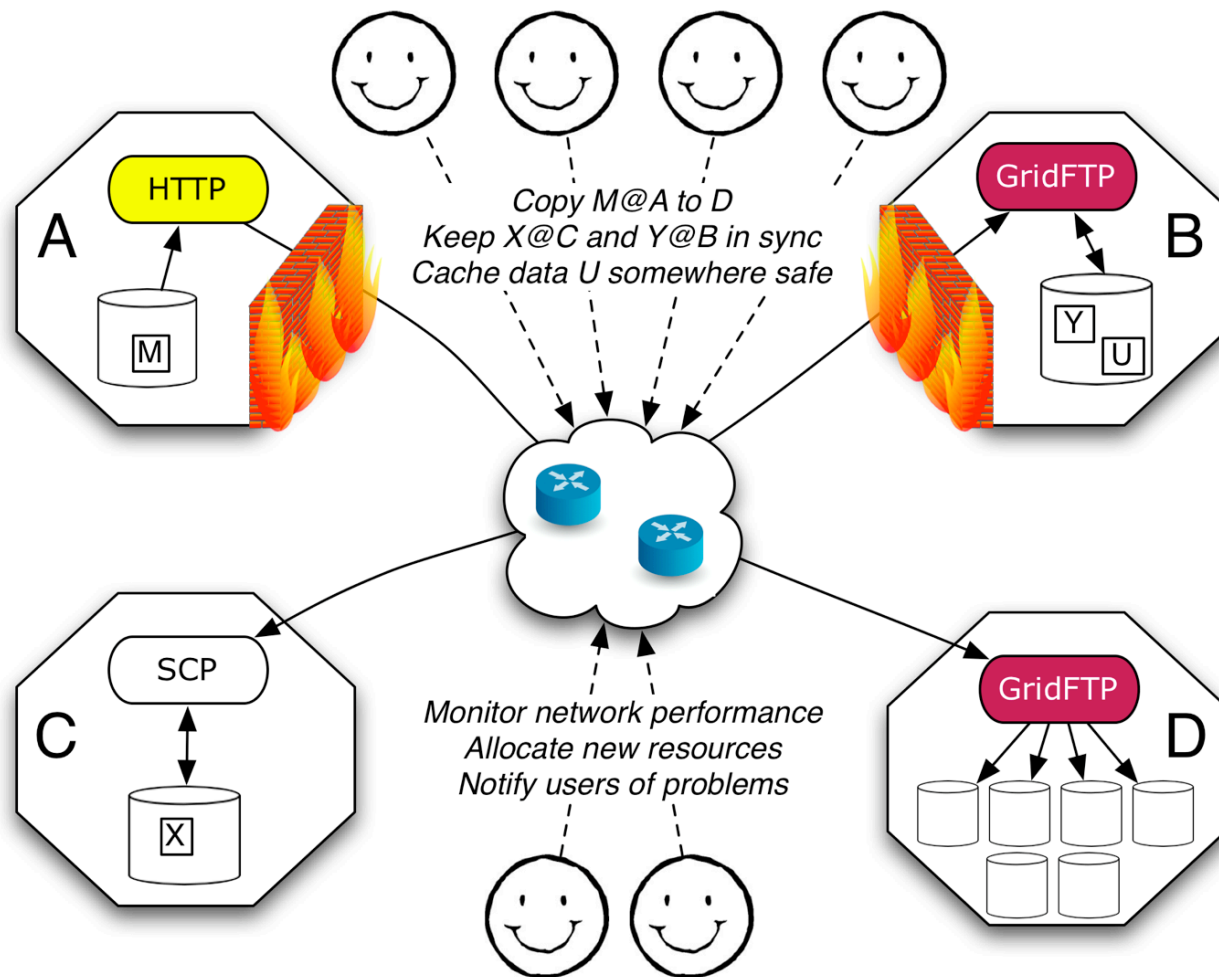 HTTP
A
M
Copy M@A to D
Keep X@C and Y@B in sync
Cache data U somewhere safe
GridFTP
B
Y
U
SCP
C
X
Monitor network performance
Allocate new resources
Notify users of problems
GridFTP
D